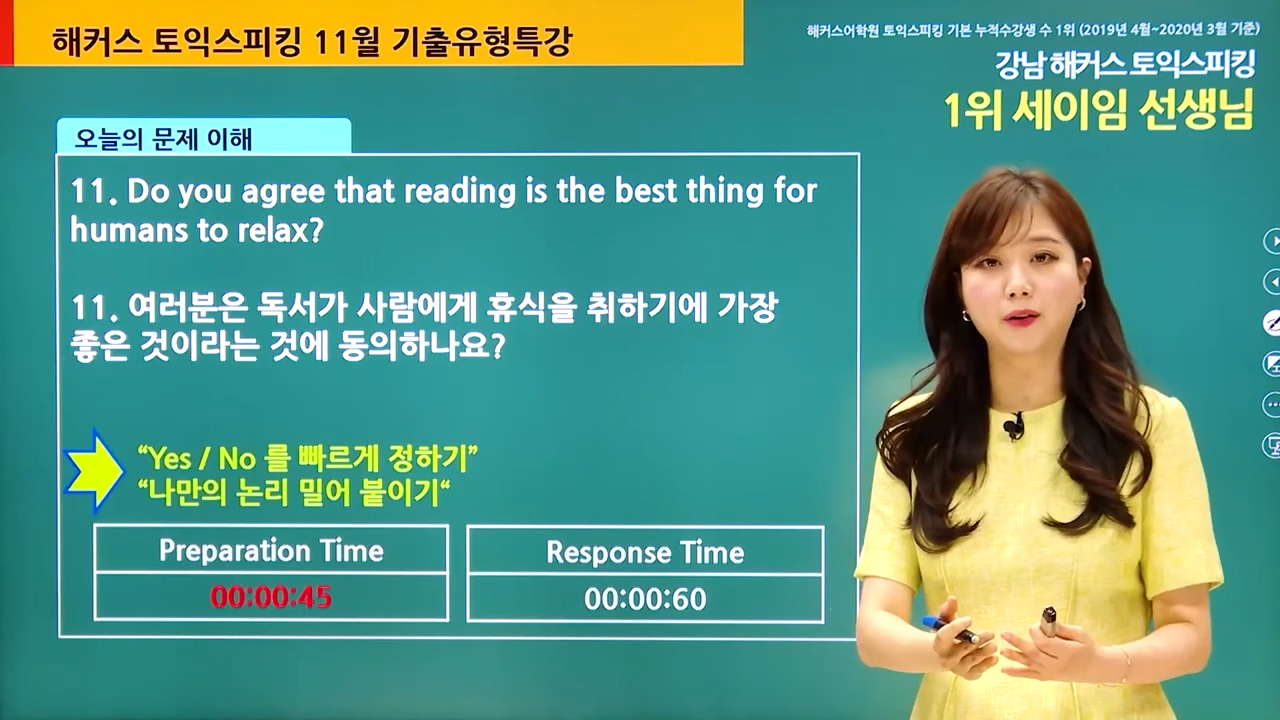 해커스 토익스피킹 11월 기출유형특강
해커스어학원 토익스피킹 기본 누적수강생 수 1위 (2019년 4월~2020년 3월 기준)
강남 해커스 토익스피킹
1위 세이임 선생님
오늘의 문제 이해
11. Do you agree that reading is the best thing for
humans to relax?
11. 여러분은 독서가 사람에게 휴식을 취하기에 가장
좋은 것이라는 것에 동의하나요?
“Yes / No 를 빠르게 정하기”
“나만의 논리 밀어 붙이기“
Preparation Time
00:00:45
Response Time
00:00:60